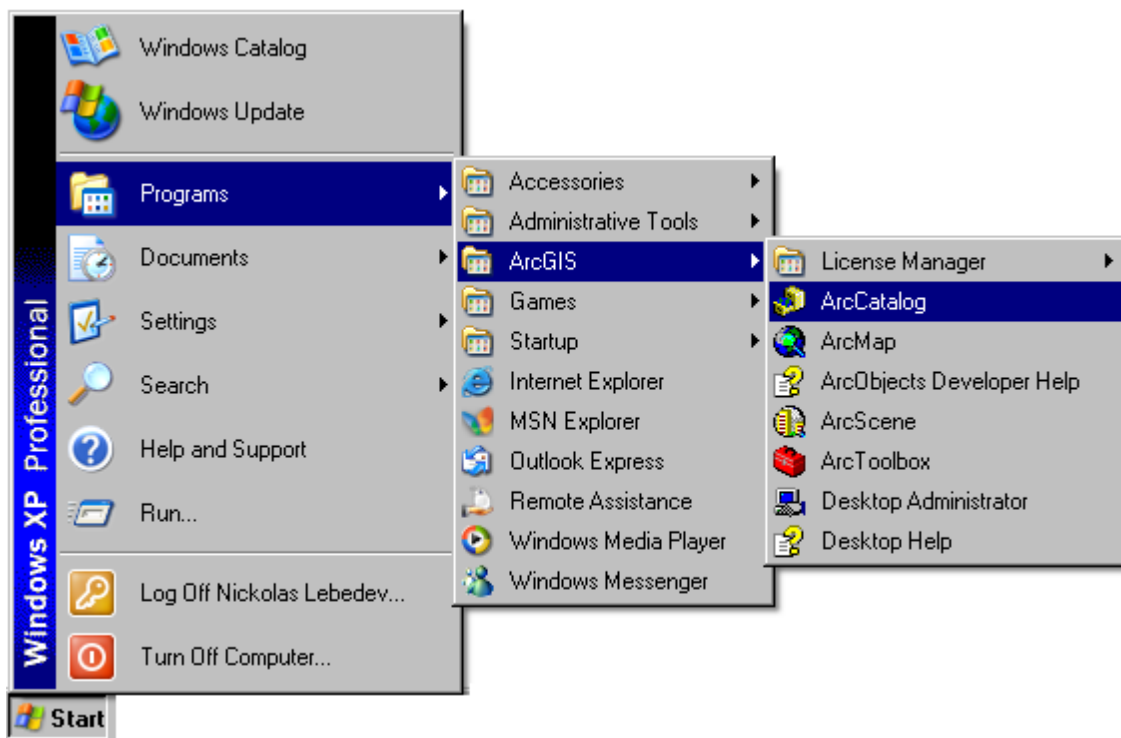 Windows XP Professional
Windows Catalog
Windows Update
Programs
Documents
Settings
Search
Help and Support
Run...
Log Off Nickolas Lebedev...
Turn Off Computer...
Start
Accessories
Administrative Tools
ArcGIS
Games
Startup
Internet Explorer
MSN Explorer
Outlook Express
Remote Assistance
Windows Media Player
Windows Messenger
License Manager
ArcCatalog
ArcMap
ArcObjects Developer Help
ArcScene
ArcToolbox
Desktop Administrator
Desktop Help